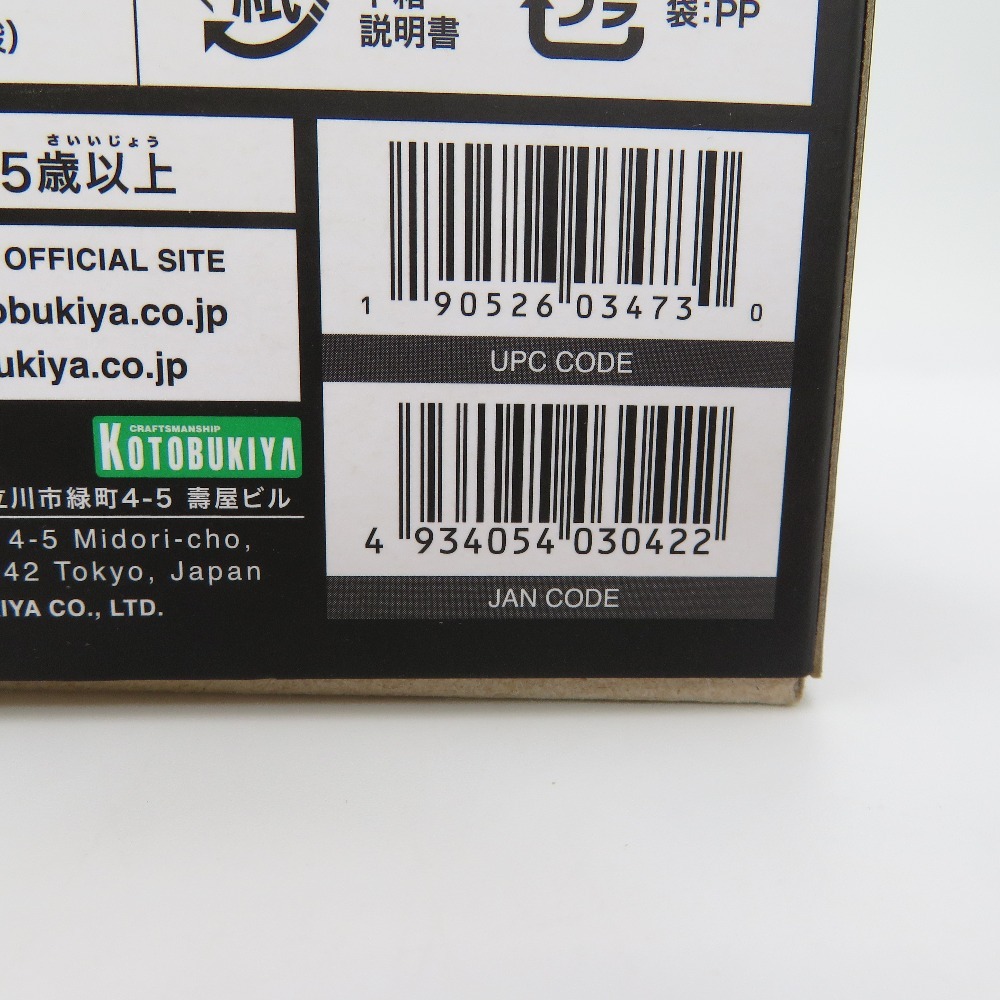 紙
説明書
プラ
袋:PP
さいいじょう
5歳以上
OFFICIAL SITE
obukiya.co.jp
ukiya.co.jp
CRAFTSMANSHIP
KOTOBUKIYA
立川市緑町4-5 壽屋ビル
4-5 Midori-cho,
42 Tokyo, Japan
IYA CO., LTD.
1 90526 03473 0
UPC CODE
4 934054 030422
JAN CODE